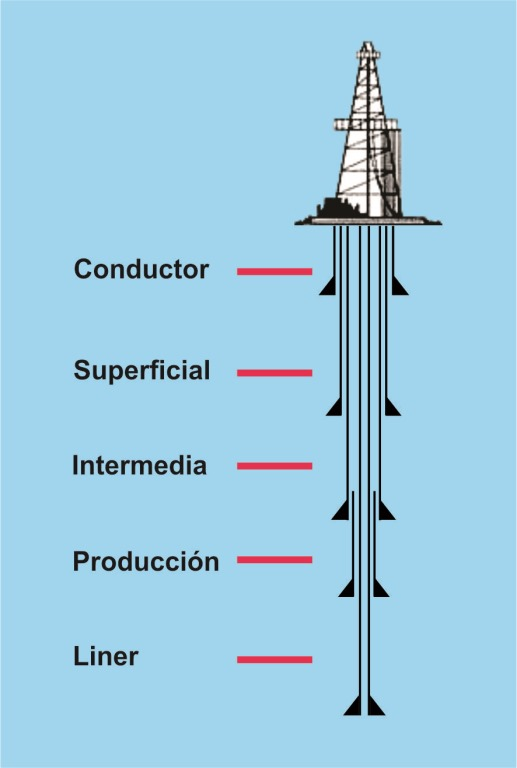 Conductor
Superficial
Intermedia
Producción
Liner